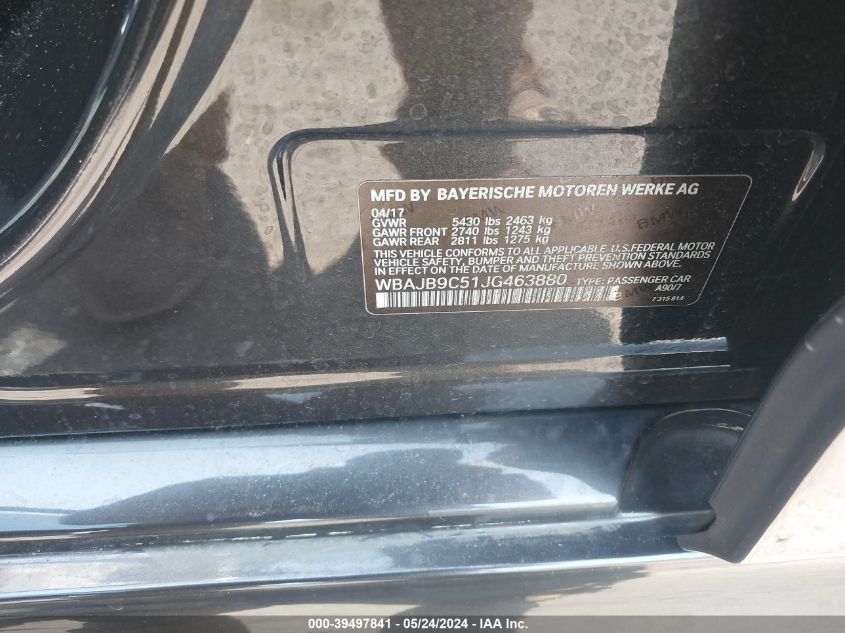 MFD BY BAYERISCHE MOTOREN WERKE AG
04/17
GVWR 5430 lbs 2463 kg
GAWR FRONT 2740 lbs 1243 kg
GAWR REAR 2811 lbs 1275 kg
THIS VEHICLE CONFORMS TO ALL APPLICABLE U.S.FEDERAL MOTOR
VEHICLE SAFETY, BUMPER, AND THEFT PREVENTION STANDARDS
IN EFFECT ON THE DATE OF MANUFACTURE SHOWN ABOVE.
WBAJB9C51JG463880 TYPE: PASSENGER CAR
A90/7
7 315 814
000-39497841 - 05/24/2024 - IAAI.COM